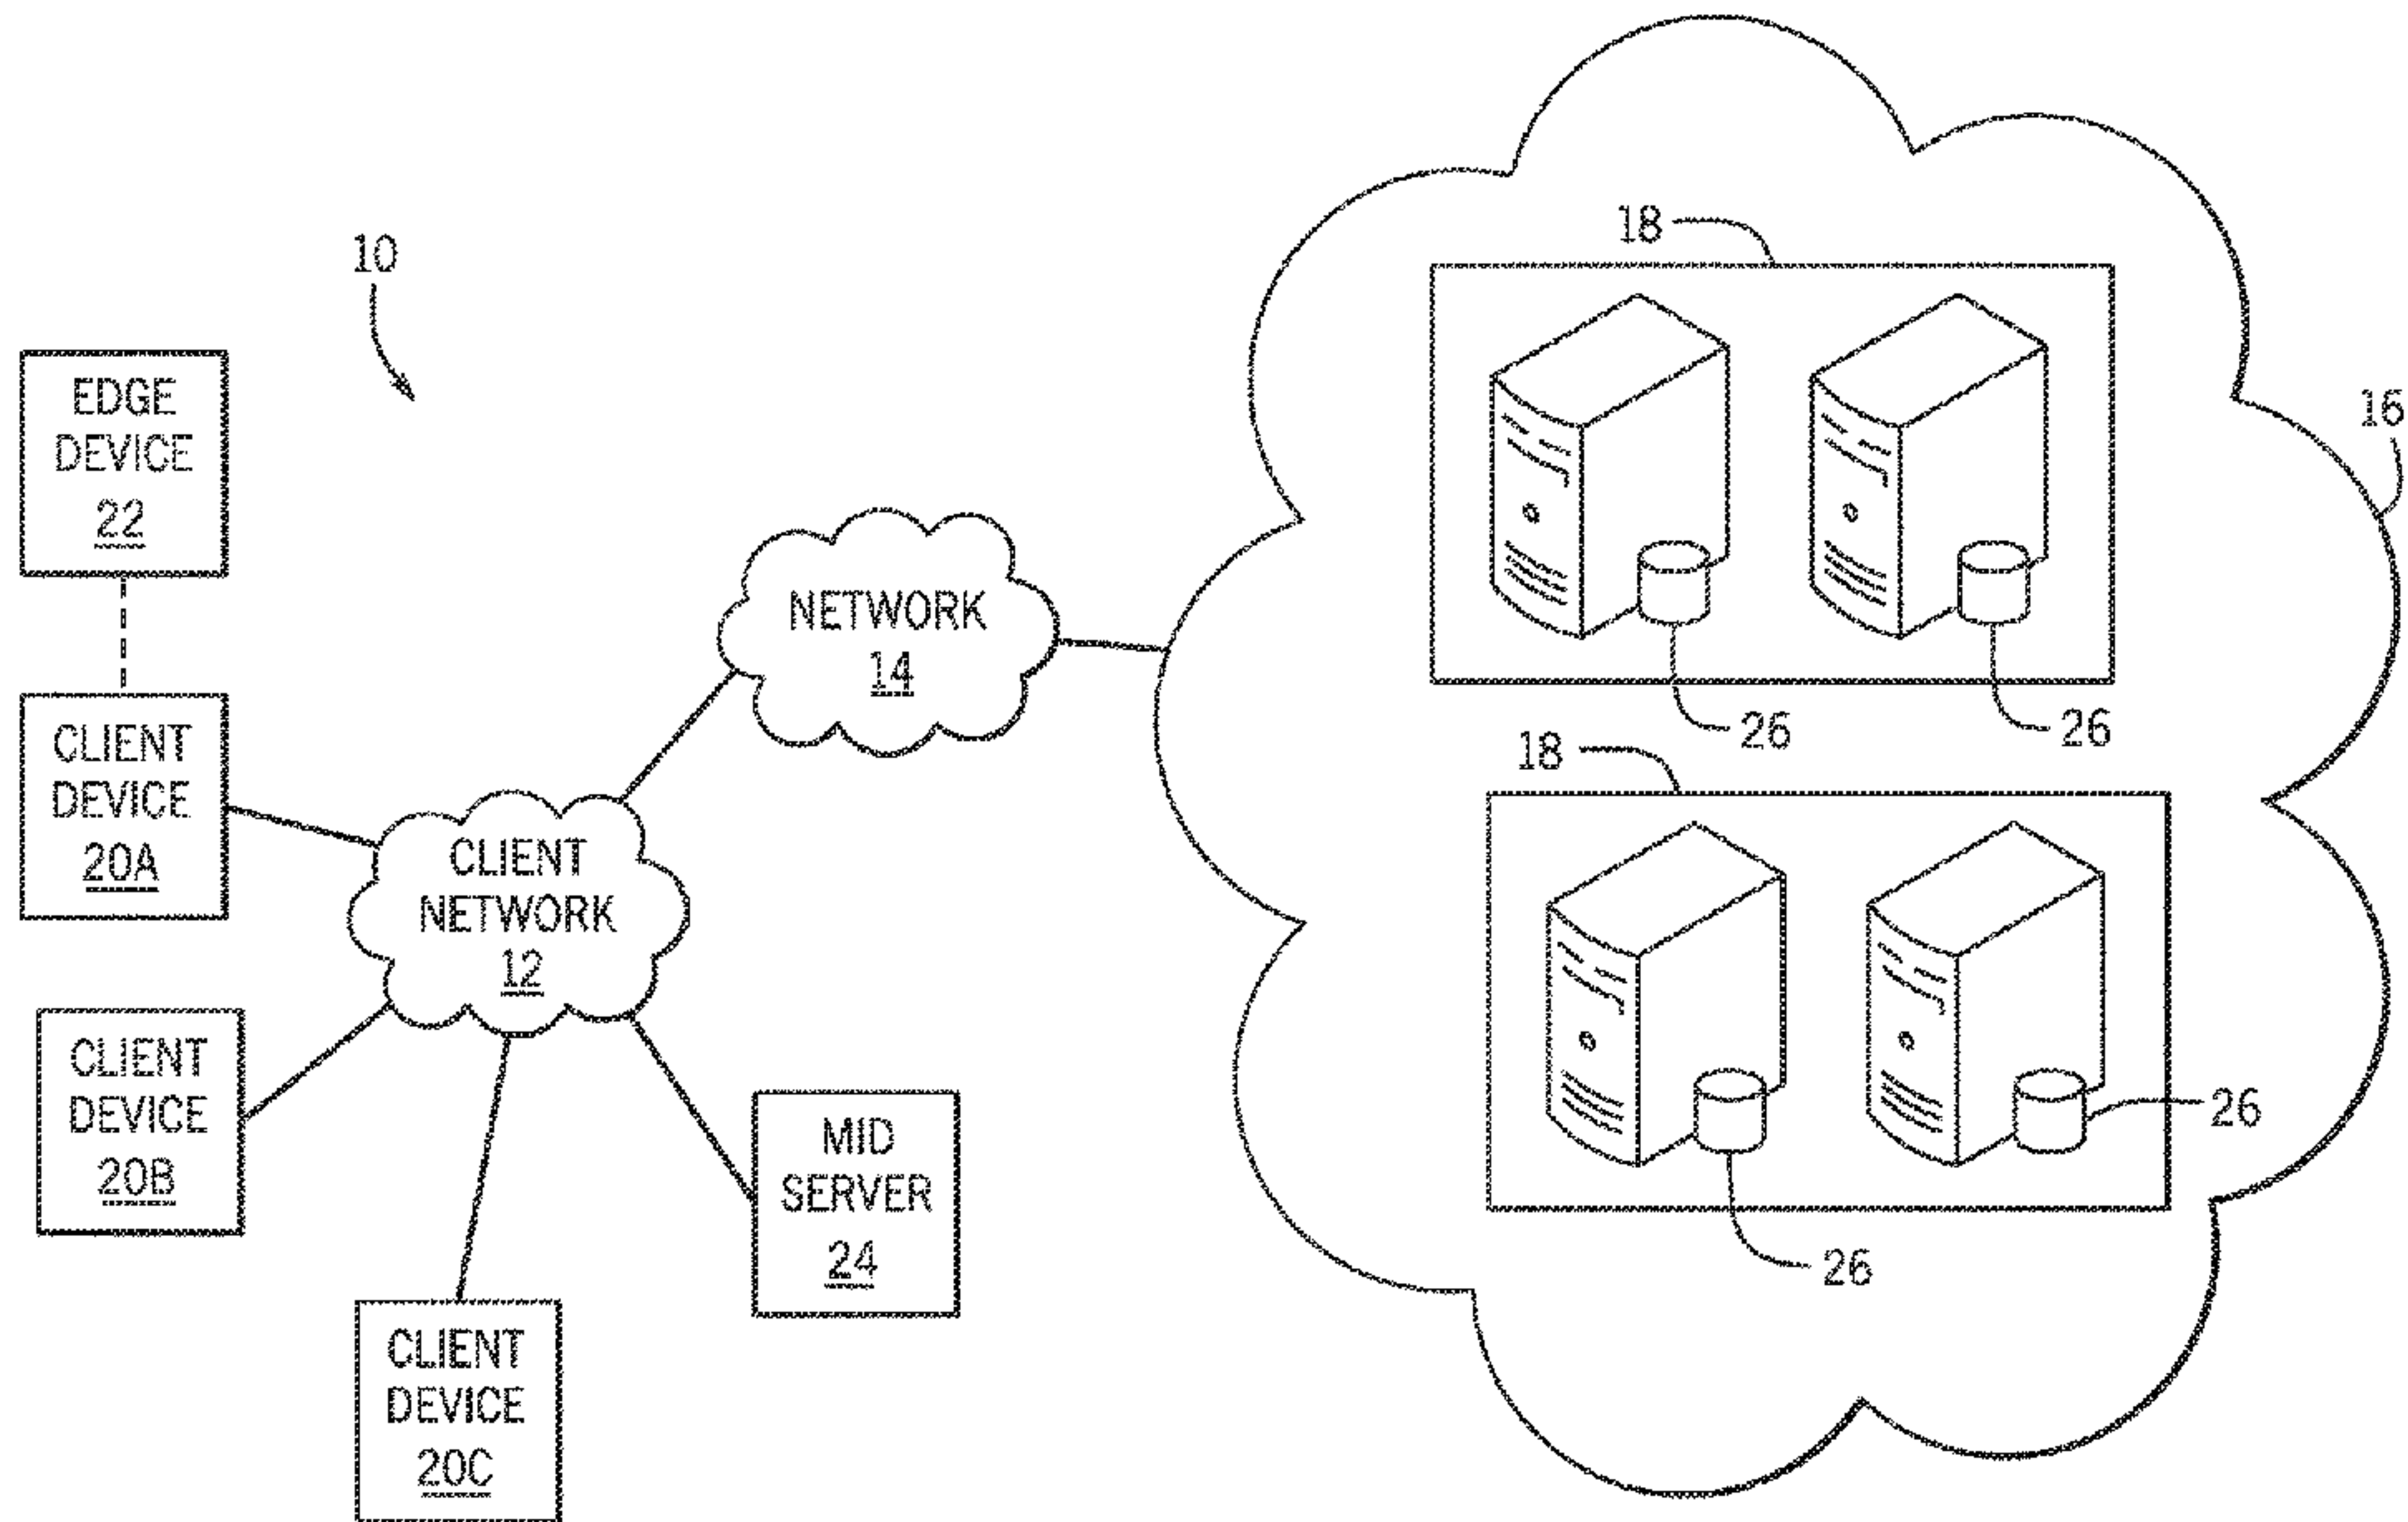 10
EDGE
DEVICE
22
CLIENT
DEVICE
20A
CLIENT
DEVICE
20B
CLIENT
DEVICE
20C
CLIENT
NETWORK
12
MID
SERVER
24
NETWORK
14
16
18
26
26
18
26
26